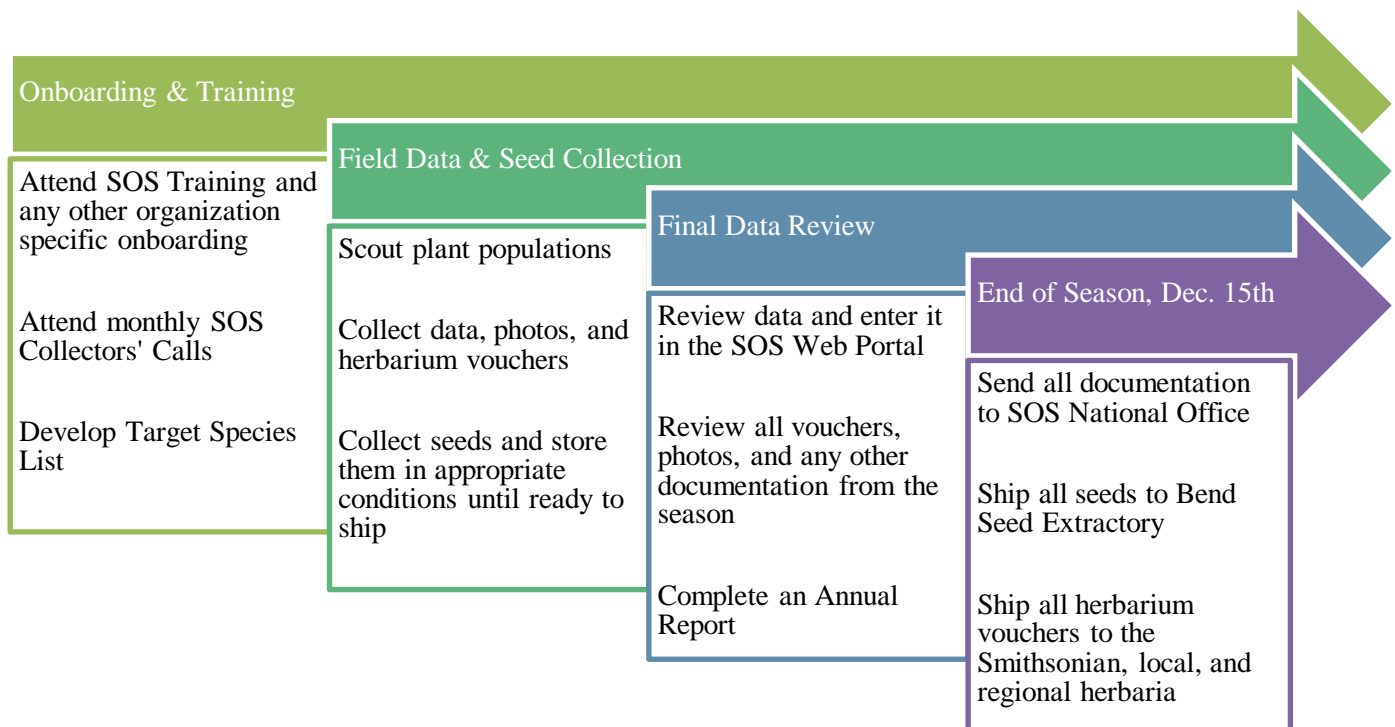 Onboarding & Training
Attend SOS Training and
any other organization
specific onboarding
Attend monthly SOS
Collectors' Calls
Develop Target Species
List
Field Data & Seed Collection
Scout plant populations
Collect data, photos, and
herbarium vouchers
Collect seeds and store
them in appropriate
conditions until ready to
ship
Final Data Review
Review data and enter it
in the SOS Web Portal
Review all vouchers,
photos, and any other
documentation from the
season
Complete an Annual
Report
End of Season, Dec. 15th
Send all documentation
to SOS National Office
Ship all seeds to Bend
Seed Extractory
Ship all herbarium
vouchers to the
Smithsonian, local, and
regional herbaria